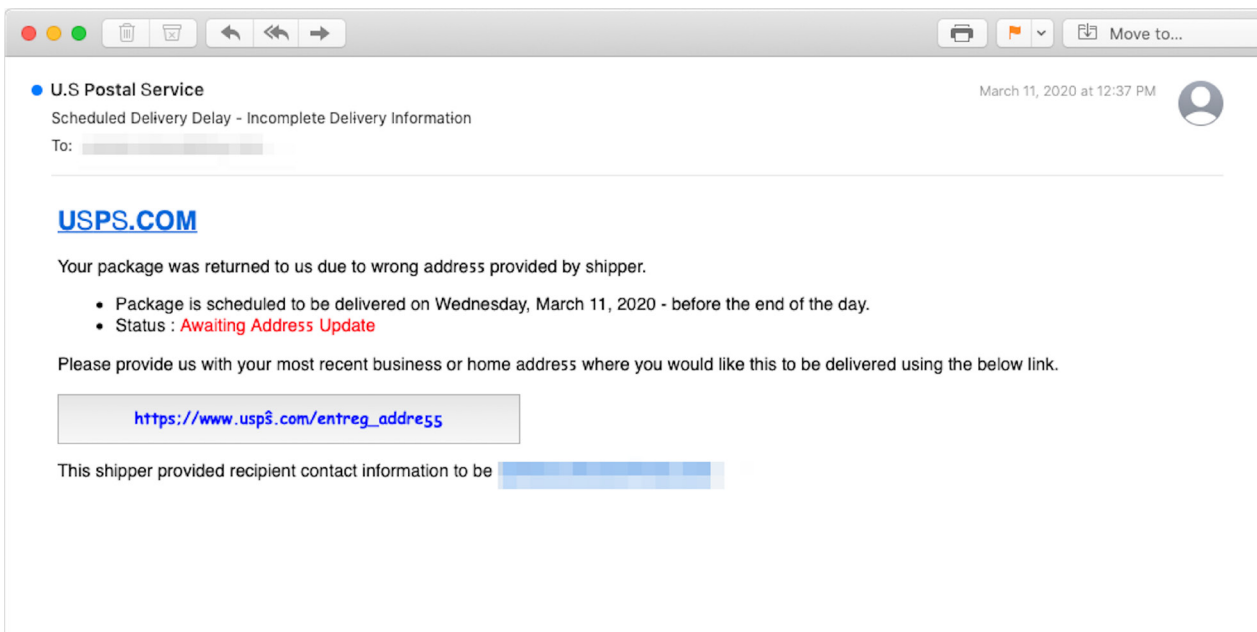 Move to...
U.S Postal Service
March 11, 2020 at 12:37 PM
Scheduled Delivery Delay - Incomplete Delivery Information
To:
USPS.COM
Your package was returned to us due to wrong addre55 provided by shipper.
• Package is scheduled to be delivered on Wednesday, March 11, 2020 - before the end of the day.
• Status : Awaiting Address Update
Please provide us with your most recent business or home addre55 where you would like this to be delivered using the below link.
https;//www.uspŝ.com/entreg_addre55
This shipper provided recipient contact information to be